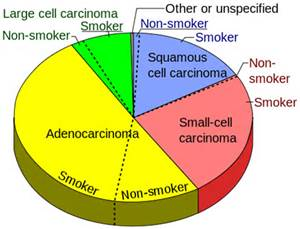 Large cell carcinoma
Other or unspecified
Non-smoker
Smoker
Non-smoker
Smoker
Squamous
cell carcinoma
Non-
smoker
Smoker
Small-cell
carcinoma
Adenocarcinoma
Smoker
Non-smoker